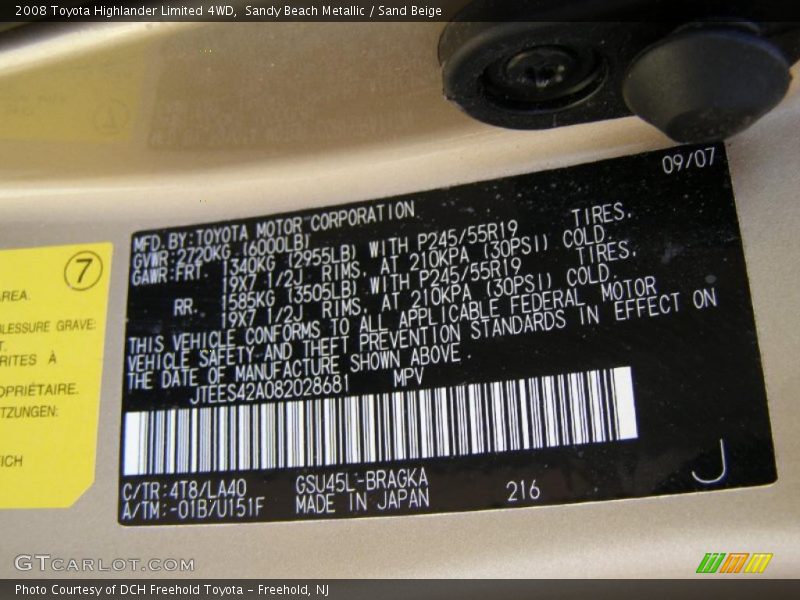 2008 Toyota Highlander Limited 4WD, Sandy Beach Metallic / Sand Beige
09/07
MFD.BY:TOYOTA MOTOR CORPORATION
GVWR:2720KG (6000LB)
GAWR:FRT. 1340KG (2955LB) WITH P245/55R19 TIRES.
19X7 1/2J RIMS, AT 210KPA (30PSI) COLD.
RR. 1585KG (3505LB) WITH P245/55R19 TIRES.
19X7 1/2J RIMS, AT 210KPA (30PSI) COLD.
THIS VEHICLE CONFORMS TO ALL APPLICABLE FEDERAL MOTOR
VEHICLE SAFETY AND THEFT PREVENTION STANDARDS IN EFFECT ON
THE DATE OF MANUFACTURE SHOWN ABOVE.
JTEES42A082028681 MPV
C/TR:4T8/LA40 GSU45L-BRAGKA
A/TM:-01B/U151F MADE IN JAPAN 216
J
7
AREA.
BLESSURE GRAVE:
T.
RITES À
OPRIÉTAIRE.
TZUNGEN:
ICH
GTCARLOT.COM
Photo Courtesy of DCH Freehold Toyota - Freehold, NJ